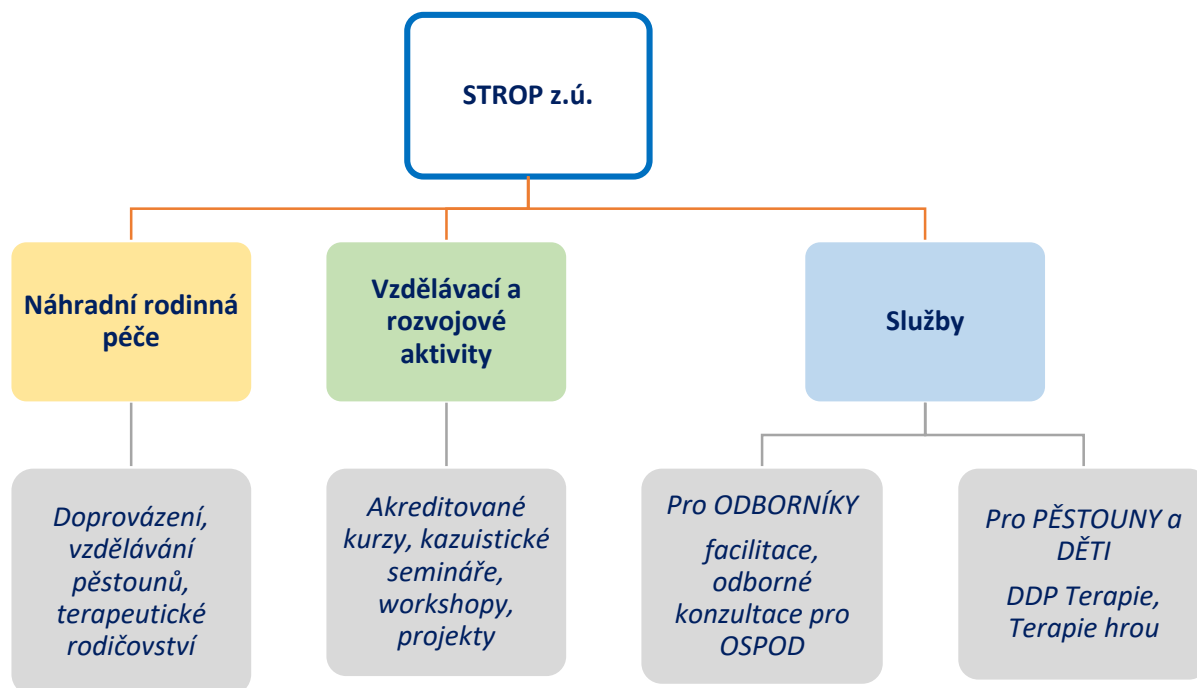 STROP z.ú.
Náhradní rodinná
péče
Vzdělávací a
rozvojové
aktivity
Služby
Doprovázení,
vzdělávání
pěstounů,
terapeutické
rodičovství
Akreditované
kurzy, kazuistické
semináře,
workshopy,
projekty
Pro ODBORNÍKY
facilitace,
odborné
konzultace pro
OSPOD
Pro PĚSTOUNY a
DĚTI
DDP Terapie,
Terapie hrou